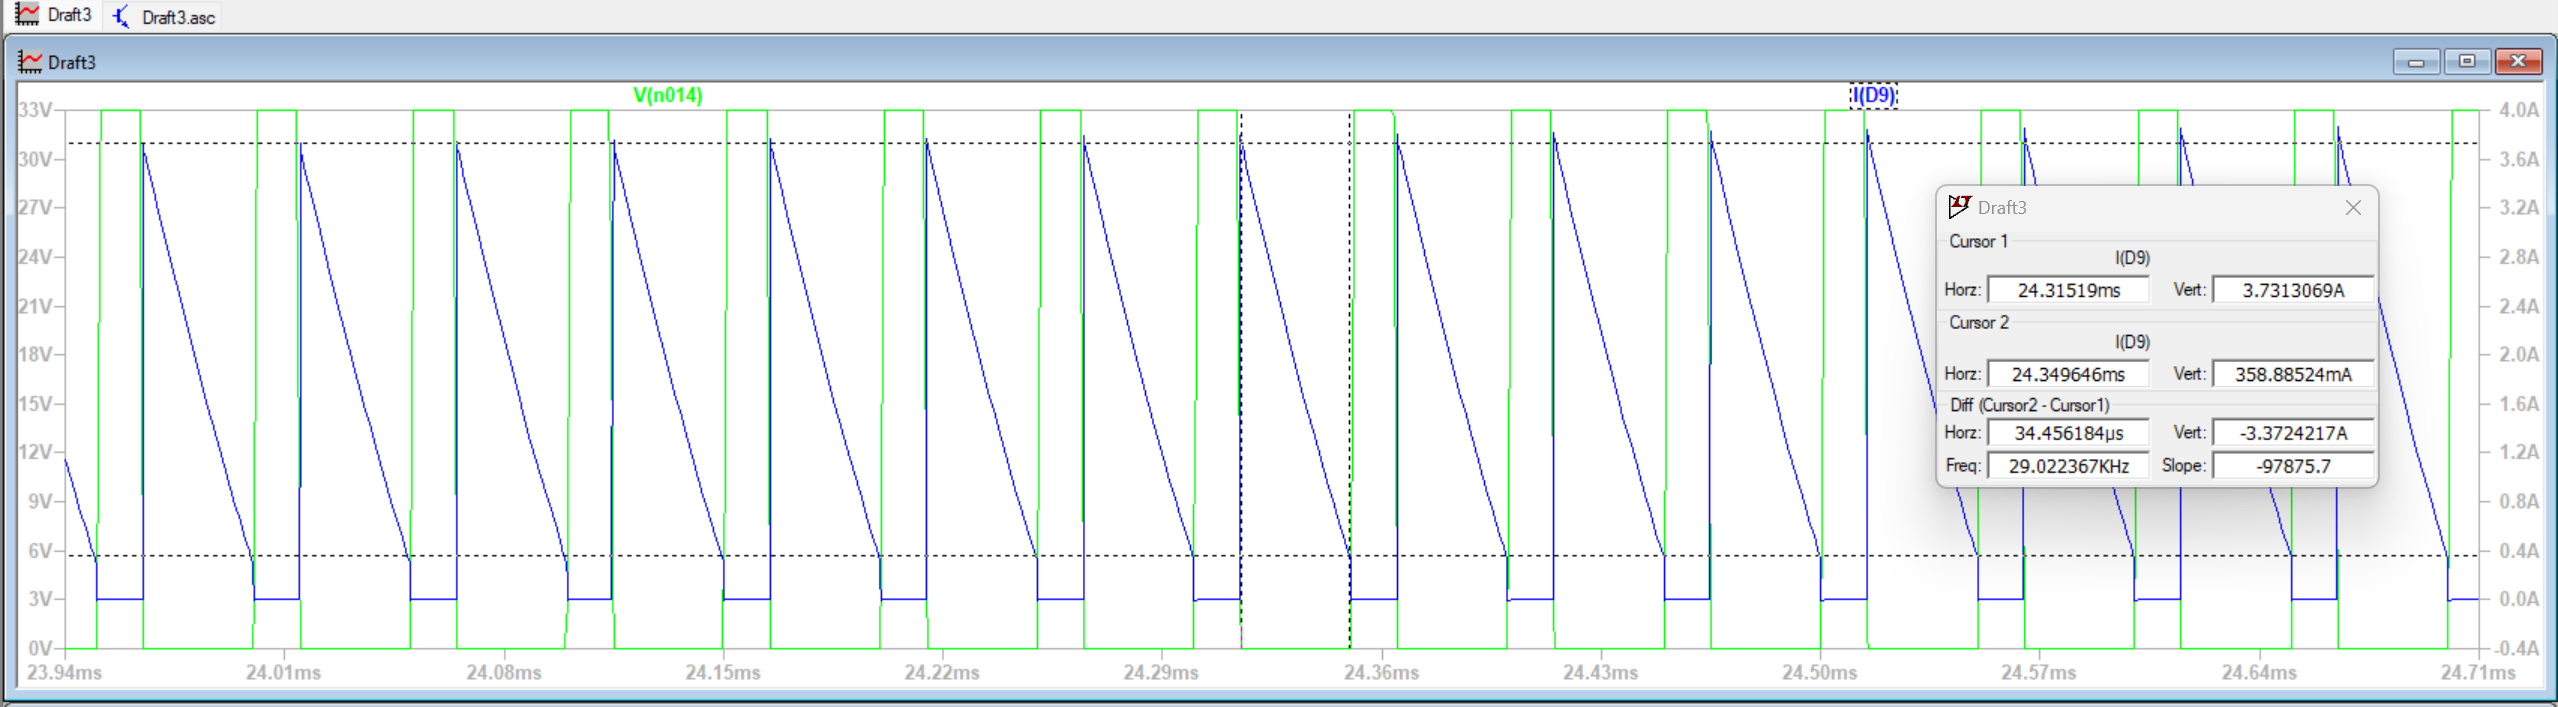 Draft3 Draft3.asc
Draft3
V(n014) I(D9)
33V 4.0A
30V 3.6A
27V 3.2A
24V 2.8A
21V 2.4A
18V 2.0A
15V 1.6A
12V 1.2A
9V 0.8A
6V 0.4A
3V 0.0A
0V -0.4A
23.94ms 24.01ms 24.08ms 24.15ms 24.22ms 24.29ms 24.36ms 24.43ms 24.50ms 24.57ms 24.64ms 24.71ms
Draft3
Cursor 1
I(D9)
Horz: 24.31519ms Vert: 3.7313069A
Cursor 2
I(D9)
Horz: 24.349646ms Vert: 358.88524mA
Diff (Cursor2 - Cursor1)
Horz: 34.456184µs Vert: -3.3724217A
Freq: 29.022367KHz Slope: -97875.7